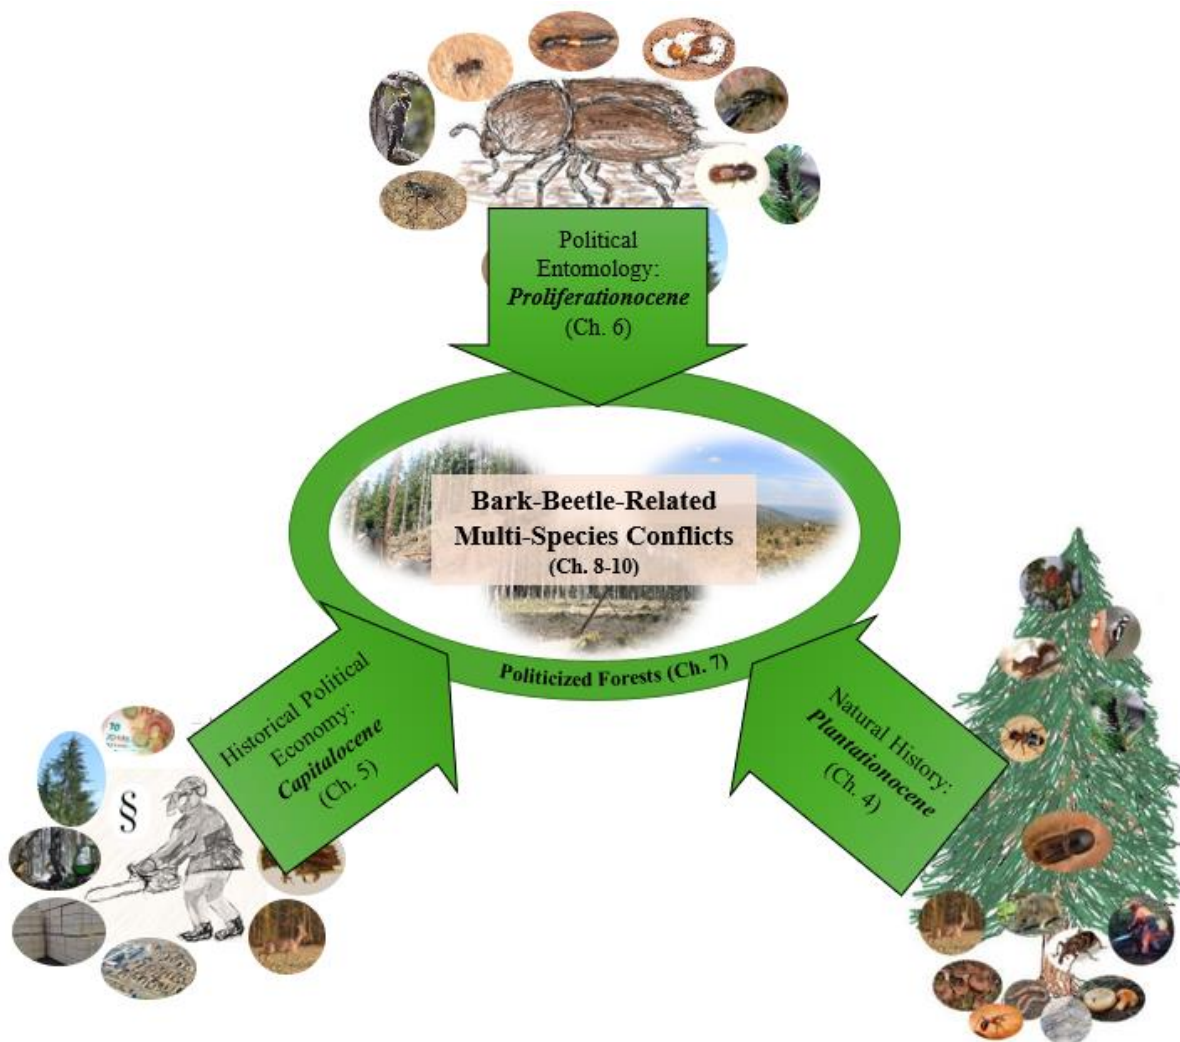 Political
Entomology:
Proliferationocene
(Ch. 6)
Bark-Beetle-Related
Multi-Species Conflicts
(Ch. 8-10)
Politicized Forests (Ch. 7)
Historical Political
Economy:
Capitalocene
(Ch. 5)
Natural History:
Plantationocene
(Ch. 4)
§
10